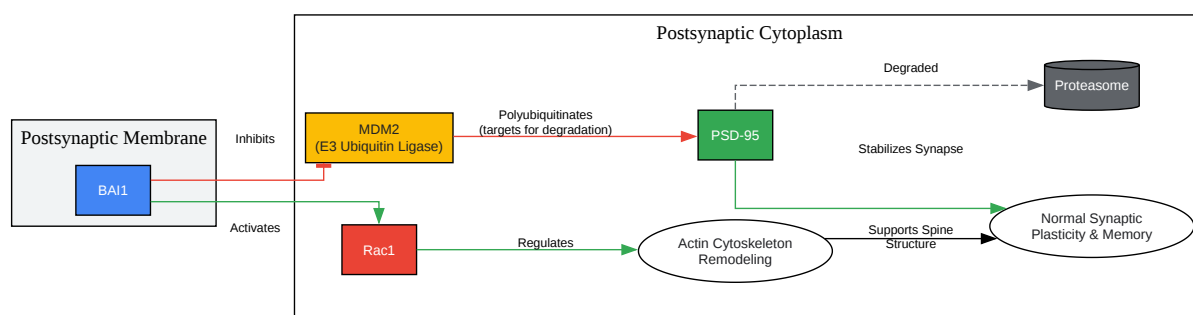 Postsynaptic Cytoplasm
Degraded
Proteasome
Polyubiquitinates
(targets for degradation)
MDM2
(E3 Ubiquitin Ligase)
PSD-95
Postsynaptic Membrane
Inhibits
Stabilizes Synapse
BAI1
Activates
Rac1
Regulates
Actin Cytoskeleton
Remodeling
Supports Spine
Structure
Normal Synaptic
Plasticity & Memory